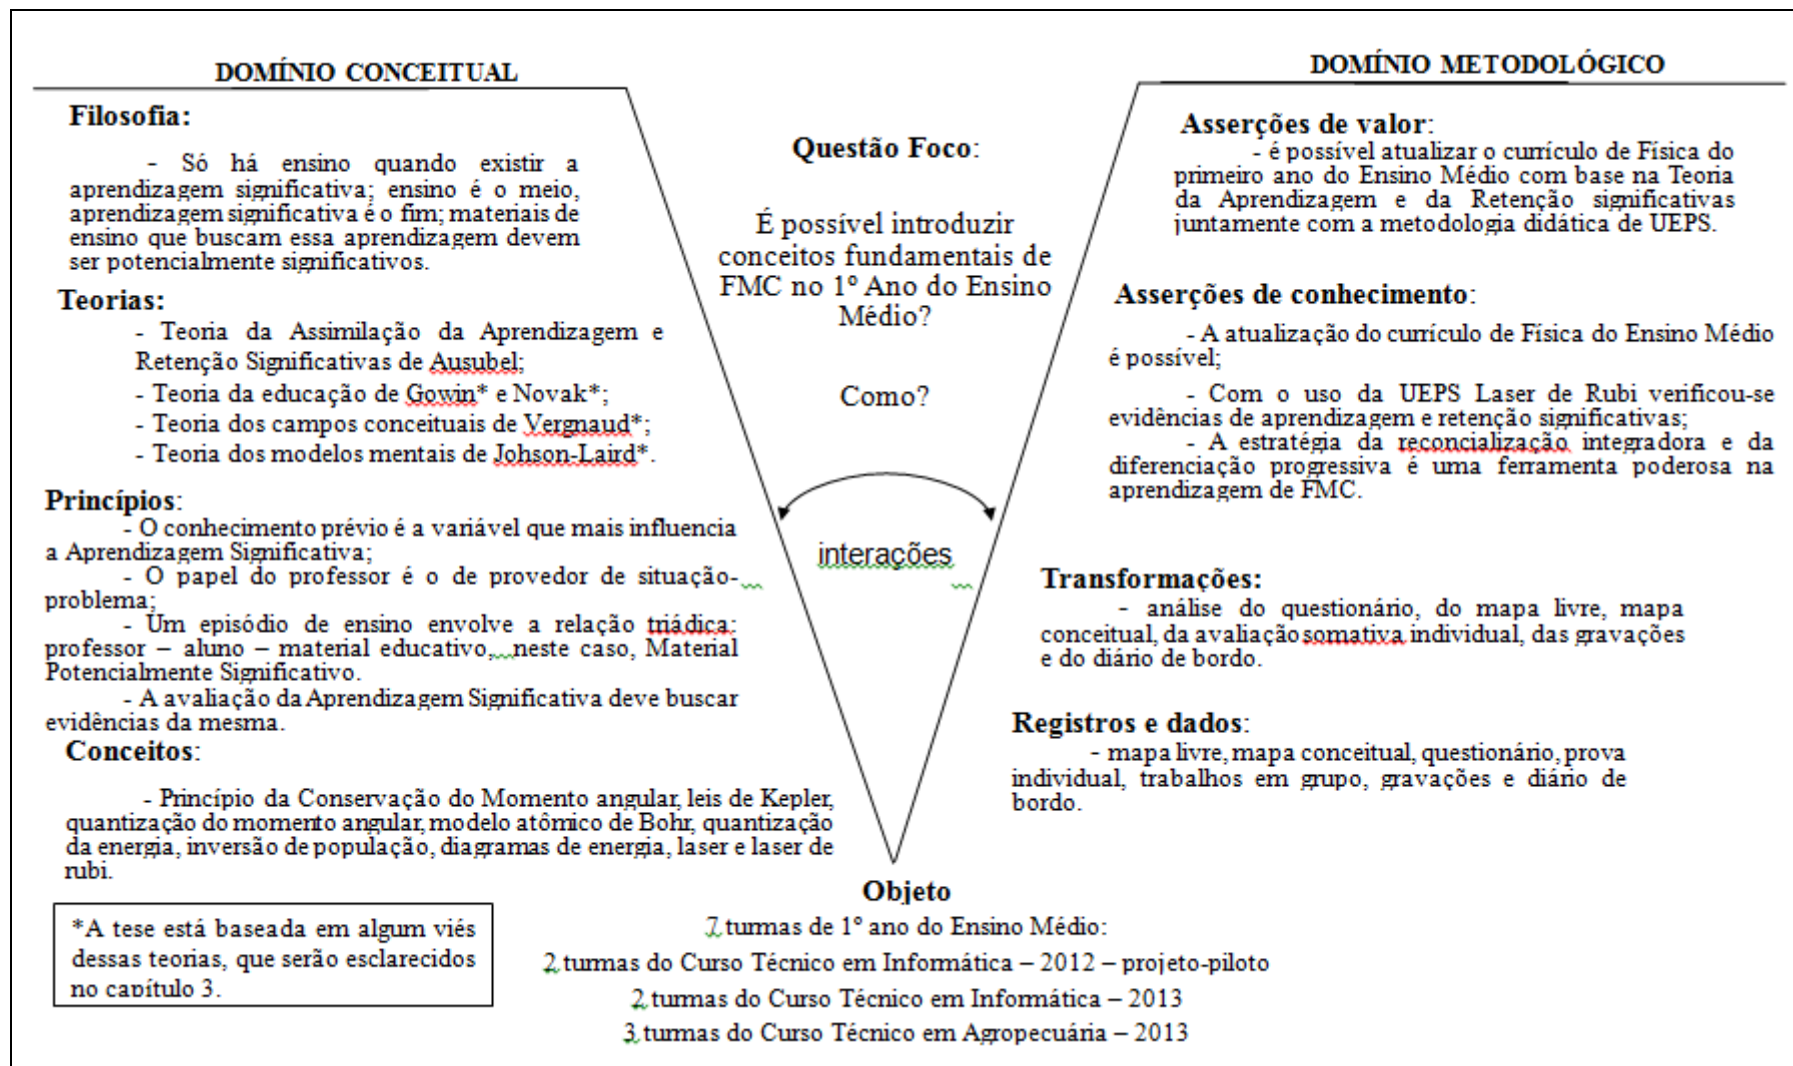 DOMÍNIO CONCEITUAL
Filosofia:
- Só há ensino quando existir a
aprendizagem significativa; ensino é o meio,
aprendizagem significativa é o fim; materiais de
ensino que buscam essa aprendizagem devem
ser potencialmente significativos.
Teorias:
- Teoria da Assimilação da Aprendizagem e
Retenção Significativas de Ausubel;
- Teoria da educação de Gowin* e Novak*;
- Teoria dos campos conceituais de Vergnaud*;
- Teoria dos modelos mentais de Johson-Laird*.
Princípios:
- O conhecimento prévio é a variável que mais influencia
a Aprendizagem Significativa;
- O papel do professor é o de provedor de situação-
problema;
- Um episódio de ensino envolve a relação triádica:
professor – aluno – material educativo, neste caso, Material
Potencialmente Significativo.
- A avaliação da Aprendizagem Significativa deve buscar
evidências da mesma.
Conceitos:
- Princípio da Conservação do Momento angular, leis de Kepler,
quantização do momento angular, modelo atômico de Bohr, quantização
da energia, inversão de população, diagramas de energia, laser e laser de
rubi.
*A tese está baseada em algum viés
dessas teorias, que serão esclarecidos
no capítulo 3.
Questão Foco:
É possível introduzir
conceitos fundamentais de
FMC no 1º Ano do Ensino
Médio?
Como?
interações
DOMÍNIO METODOLÓGICO
Asserções de valor:
- é possível atualizar o currículo de Física do
primeiro ano do Ensino Médio com base na Teoria
da Aprendizagem e da Retenção significativas
juntamente com a metodologia didática de UEPS.
Asserções de conhecimento:
- A atualização do currículo de Física do Ensino Médio
é possível;
- Com o uso da UEPS Laser de Rubi verificou-se
evidências de aprendizagem e retenção significativas;
- A estratégia da reconcialização integradora e da
diferenciação progressiva é uma ferramenta poderosa na
aprendizagem de FMC.
Transformações:
- análise do questionário, do mapa livre, mapa
conceitual, da avaliação somativa individual, das gravações
e do diário de bordo.
Registros e dados:
- mapa livre, mapa conceitual, questionário, prova
individual, trabalhos em grupo, gravações e diário de
bordo.
Objeto
7 turmas de 1º ano do Ensino Médio:
2 turmas do Curso Técnico em Informática – 2012 – projeto-piloto
2 turmas do Curso Técnico em Informática – 2013
3 turmas do Curso Técnico em Agropecuária – 2013